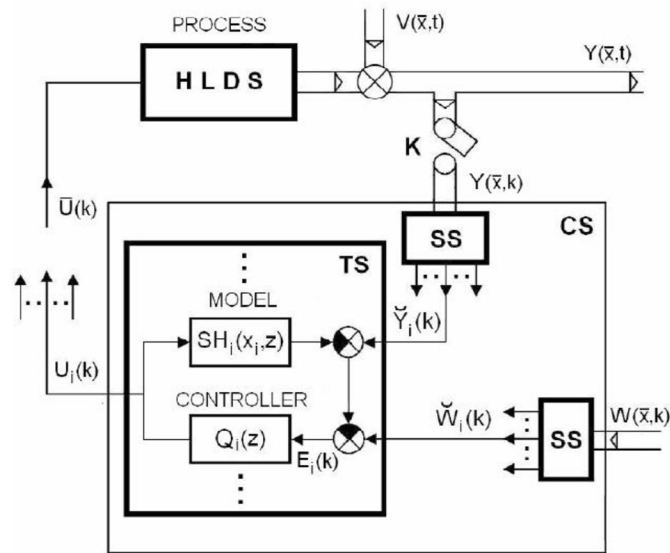 PROCESS
V(x̄,t)
Y(x̄,t)
H L D S
K
Y(x̄,k)
Ū(k)
SS
CS
TS
MODEL
Y̌ᵢ(k)
SHᵢ(xᵢ,z)
Uᵢ(k)
CONTROLLER
W̌ᵢ(k)
W(x̄,k)
Qᵢ(z)
Eᵢ(k)
SS